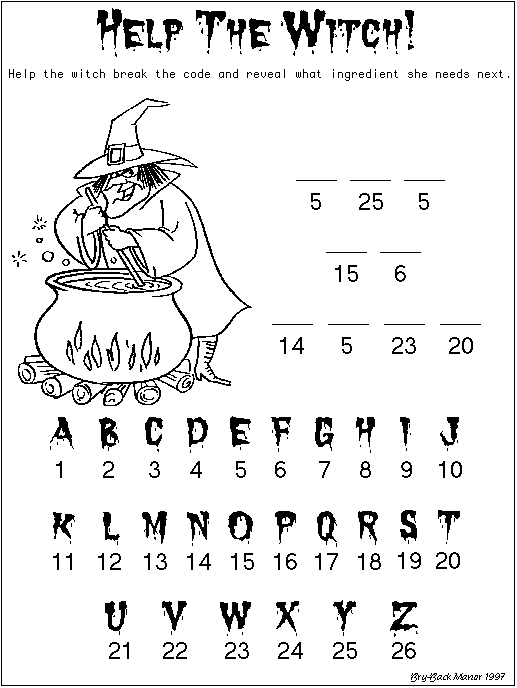 HELP THE WITCH!
Help the witch break the code and reveal what ingredient she needs next.
5 25 5
15 6
14 5 23 20
A B C D E F G H I J
1 2 3 4 5 6 7 8 9 10
K L M N O P Q R S T
11 12 13 14 15 16 17 18 19 20
U V W X Y Z
21 22 23 24 25 26
Bry-Back Manor 1997